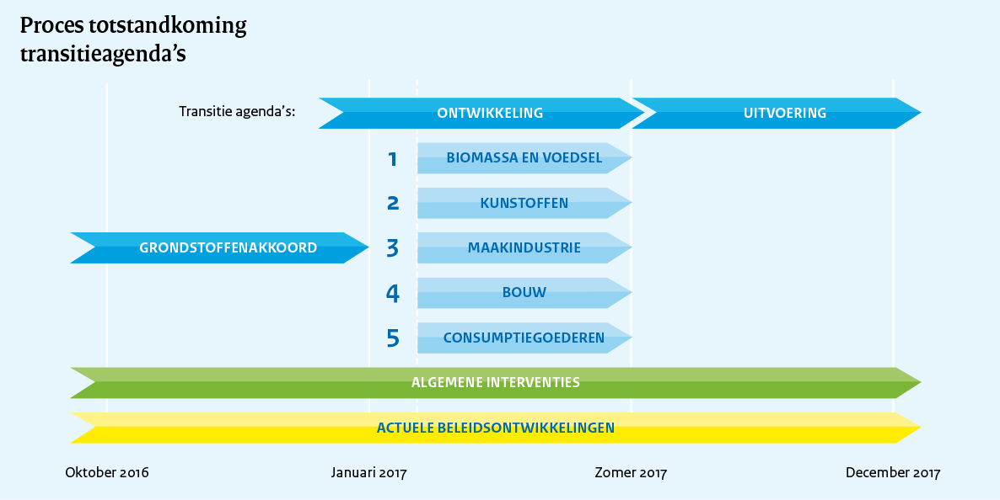 Proces totstandkoming
transitieagenda's
Transitie agenda's:
ONTWIKKELING
UITVOERING
1 BIOMASSA EN VOEDSEL
2 KUNSTOFFEN
GRONDSTOFFENAKKOORD
3 MAAKINDUSTRIE
4 BOUW
5 CONSUMPTIEGOEDEREN
ALGEMENE INTERVENTIES
ACTUELE BELEIDSONTWIKKELINGEN
Oktober 2016
Januari 2017
Zomer 2017
December 2017